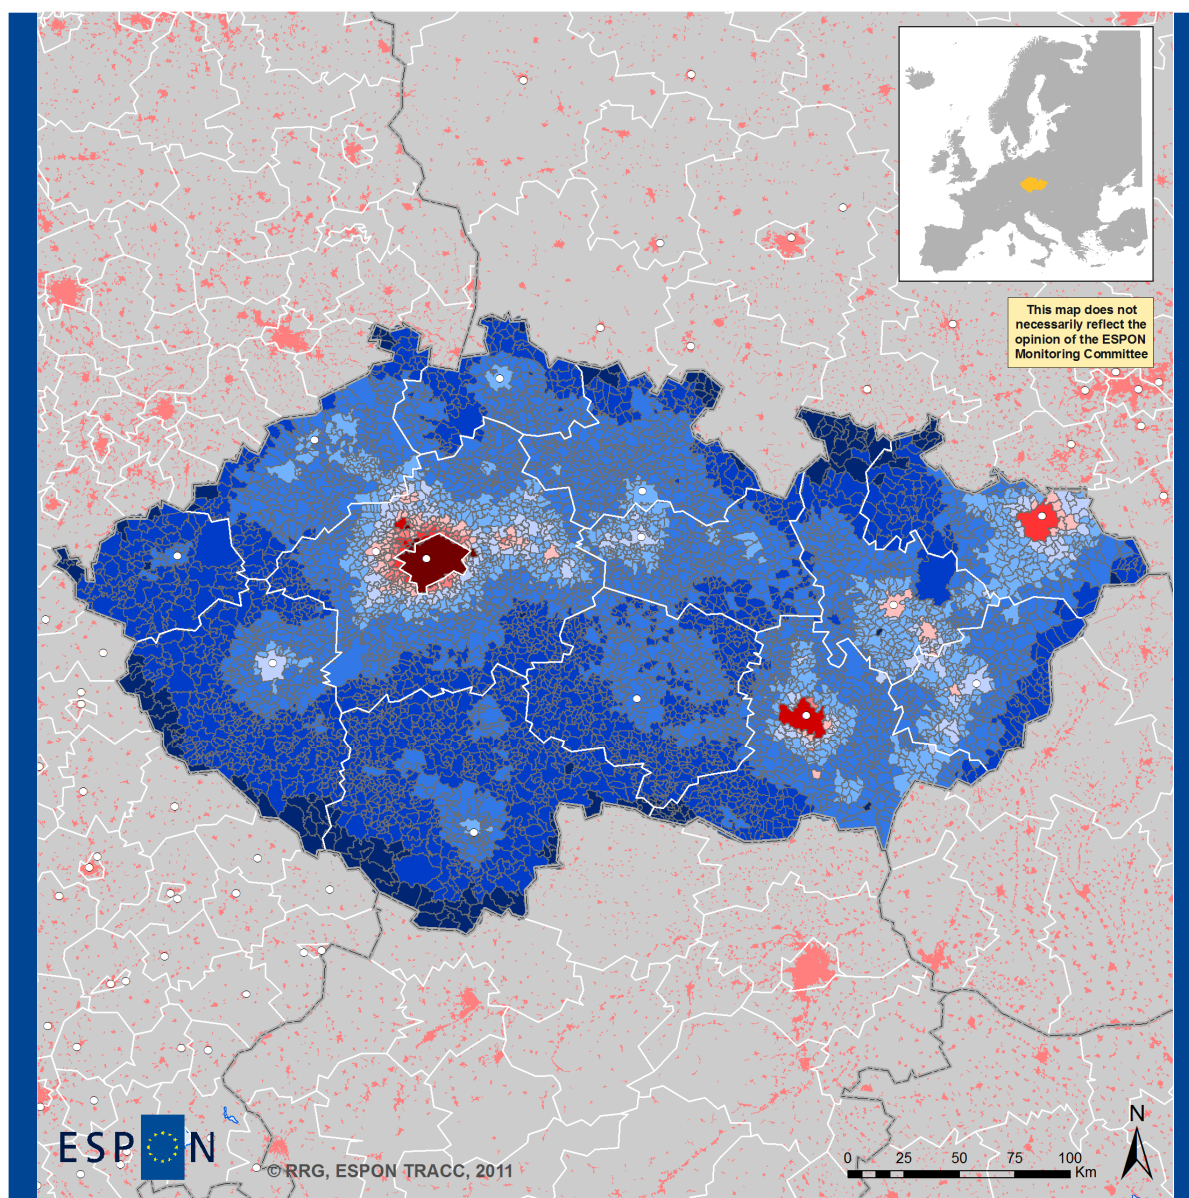 This map does not
necessarily reflect the
opinion of the ESPON
Monitoring Committee
ESPON
© RRG, ESPON TRACC, 2011
N
0 25 50 75 100
Km